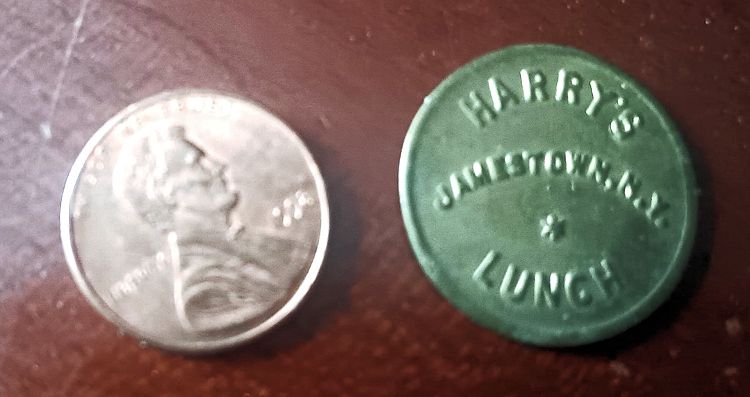 HARRY'S
JAMESTOWN, N.Y.
*
LUNCH